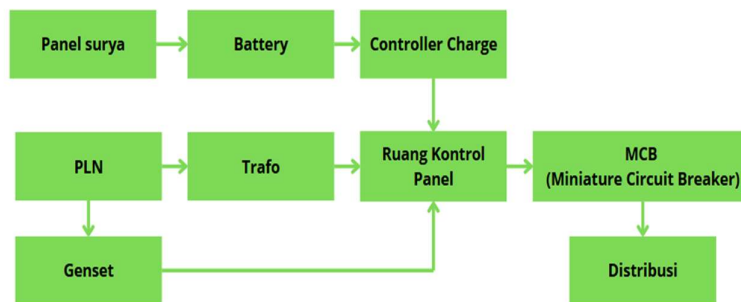 Panel surya
Battery
Controller Charge
PLN
Trafo
Ruang Kontrol
Panel
MCB
(Miniature Circuit Breaker)
Genset
Distribusi